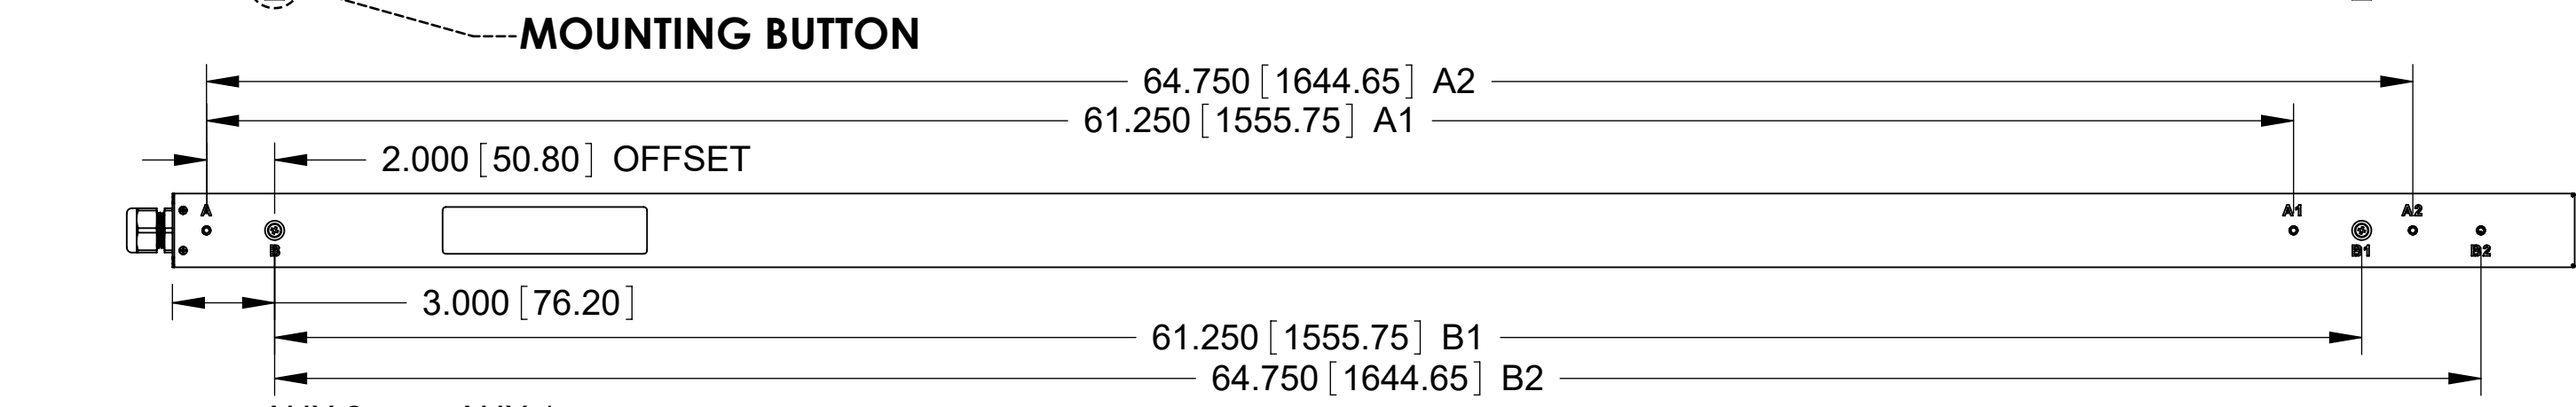 MOUNTING BUTTON
64.750 [1644.65] A2
61.250 [1555.75] A1
2.000 [50.80] OFFSET
A A1 A2
B B1 B2
3.000 [76.20]
61.250 [1555.75] B1
64.750 [1644.65] B2